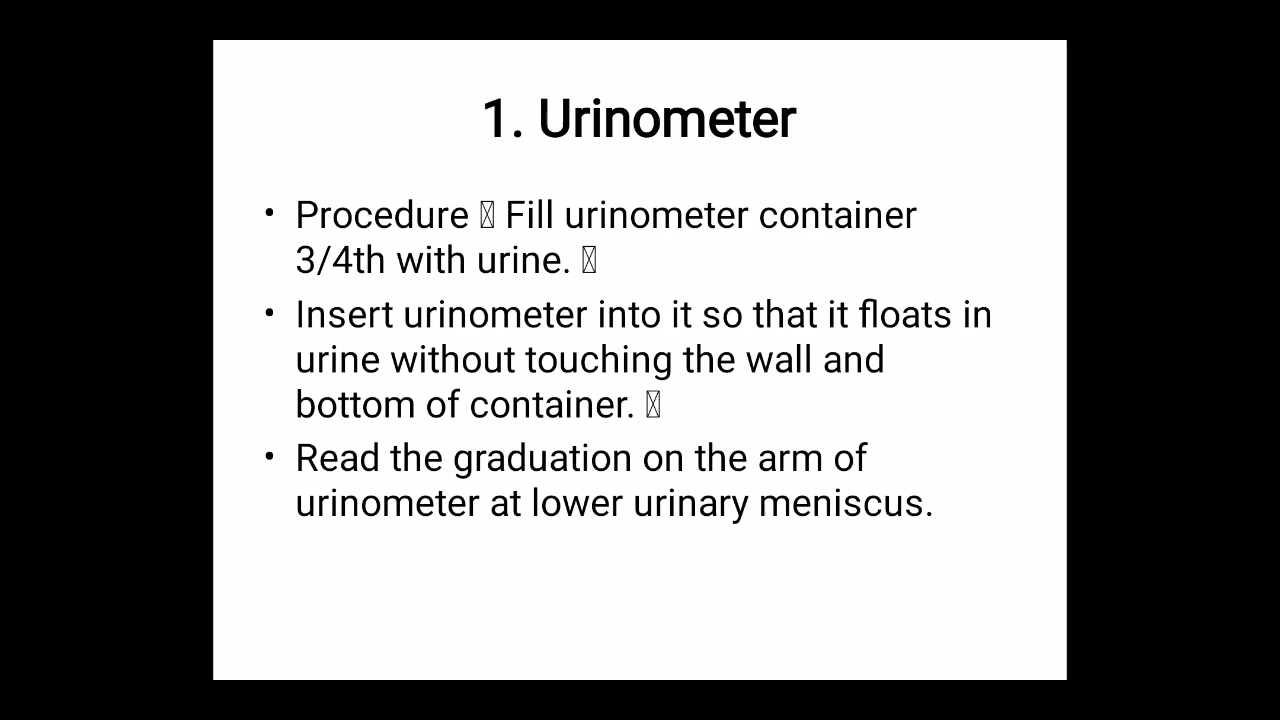 1. Urinometer
• Procedure  Fill urinometer container
3/4th with urine. 
• Insert urinometer into it so that it floats in
urine without touching the wall and
bottom of container. 
• Read the graduation on the arm of
urinometer at lower urinary meniscus.